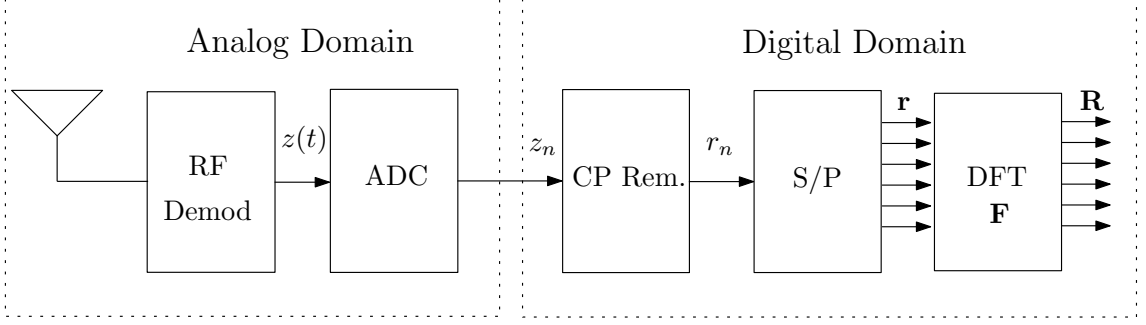 Analog Domain
Digital Domain
RF
Demod
z(t)
ADC
z_n
CP Rem.
r_n
S/P
r
DFT
F
R